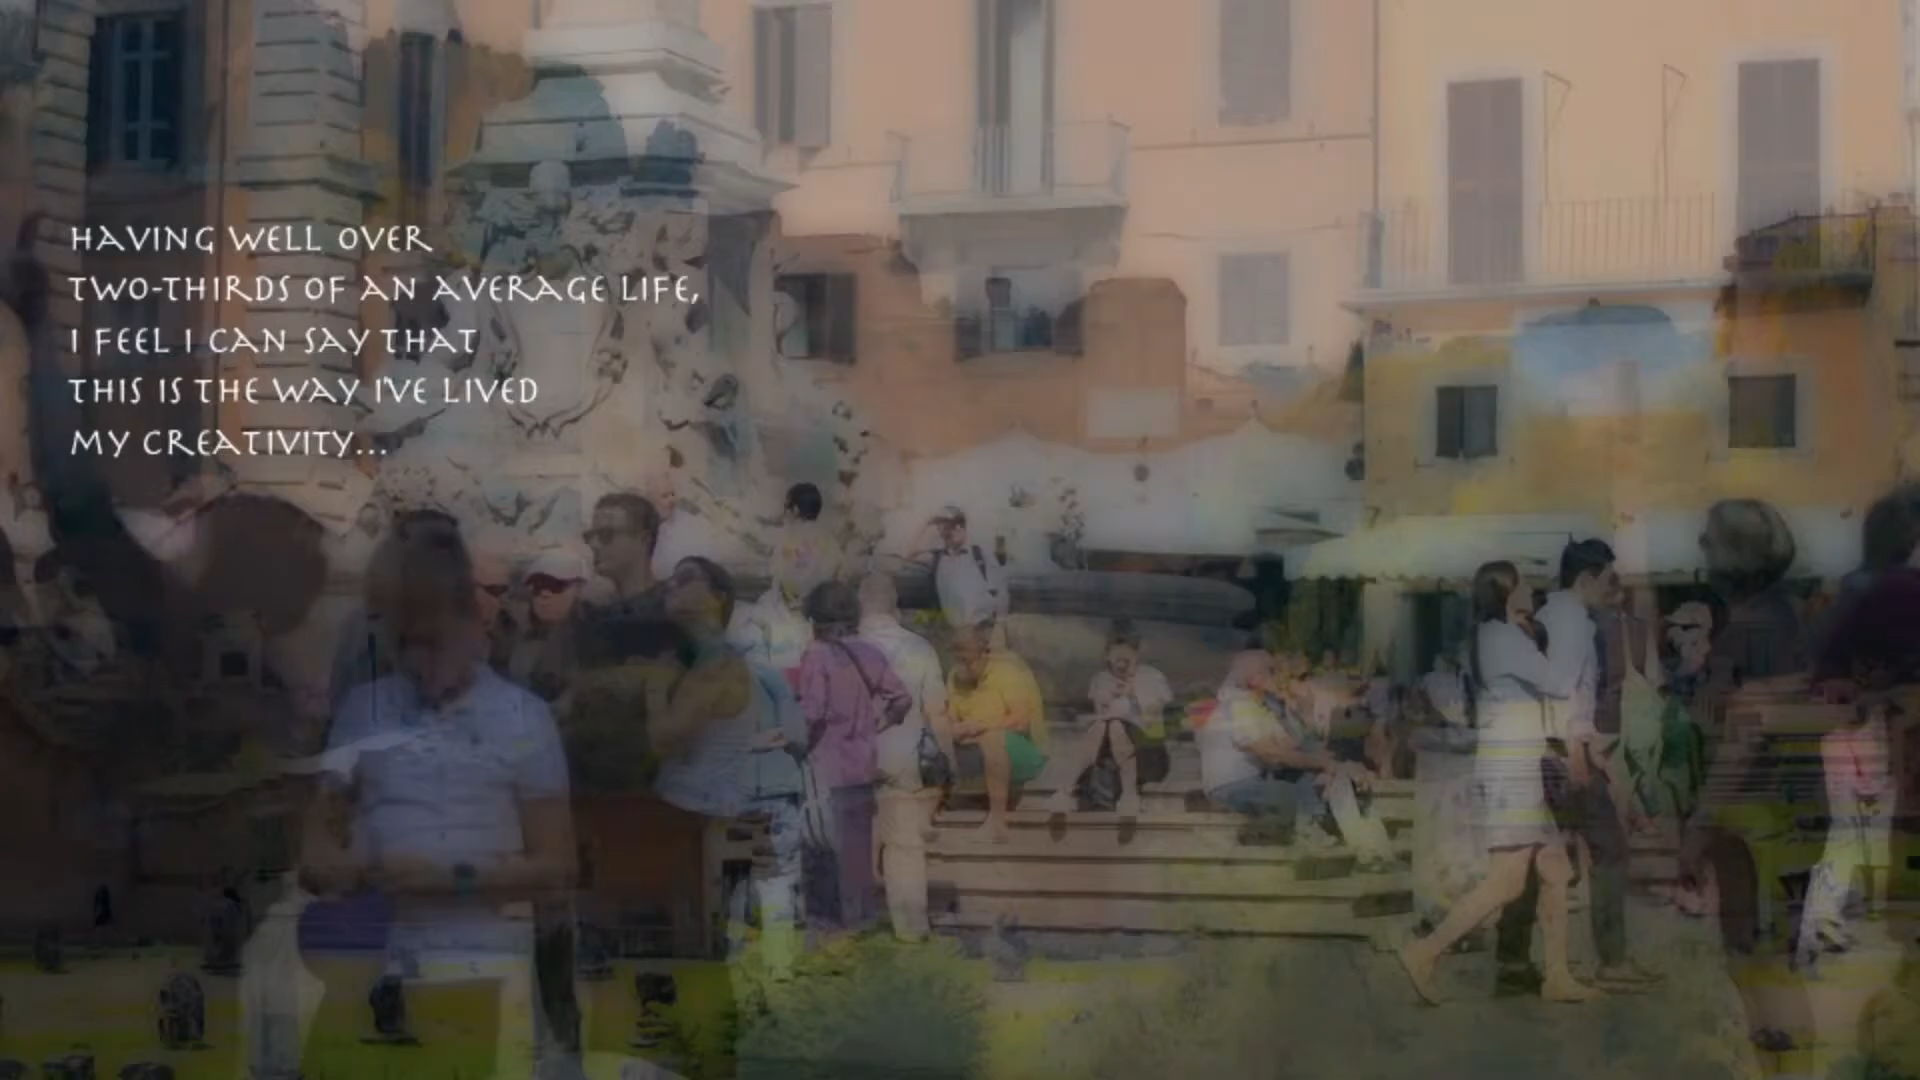 HAVING WELL OVER
TWO-THIRDS OF AN AVERAGE LIFE,
I FEEL I CAN SAY THAT
THIS IS THE WAY I'VE LIVED
MY CREATIVITY...